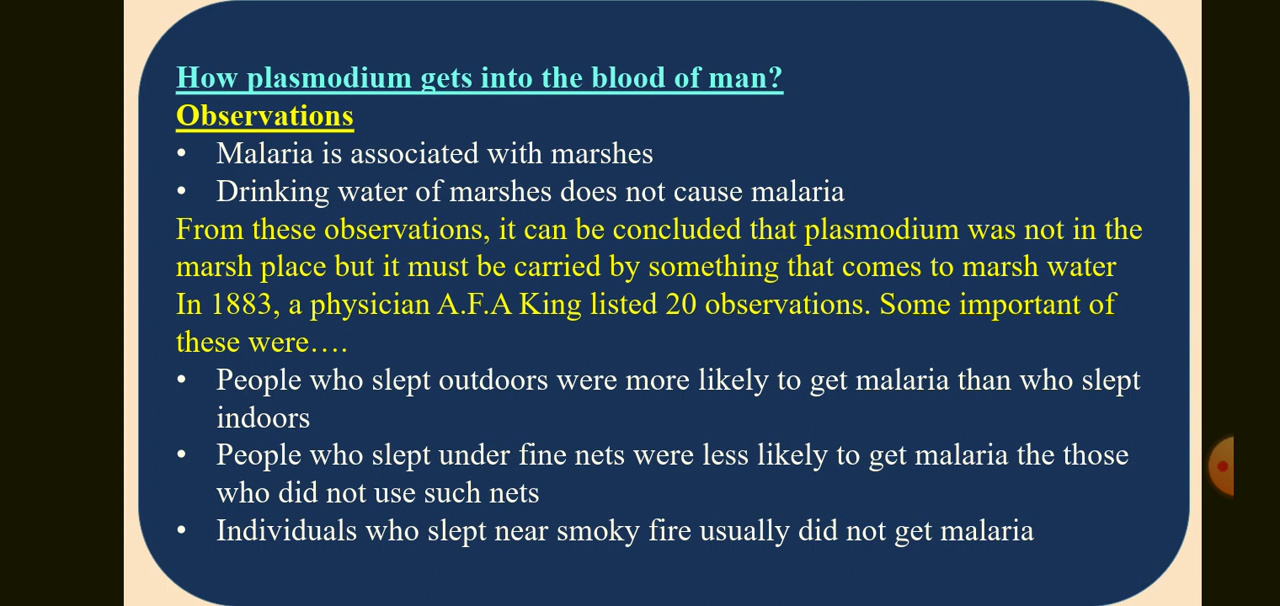 How plasmodium gets into the blood of man?
Observations
• Malaria is associated with marshes
• Drinking water of marshes does not cause malaria
From these observations, it can be concluded that plasmodium was not in the
marsh place but it must be carried by something that comes to marsh water
In 1883, a physician A.F.A King listed 20 observations. Some important of
these were….
• People who slept outdoors were more likely to get malaria than who slept
indoors
• People who slept under fine nets were less likely to get malaria the those
who did not use such nets
• Individuals who slept near smoky fire usually did not get malaria